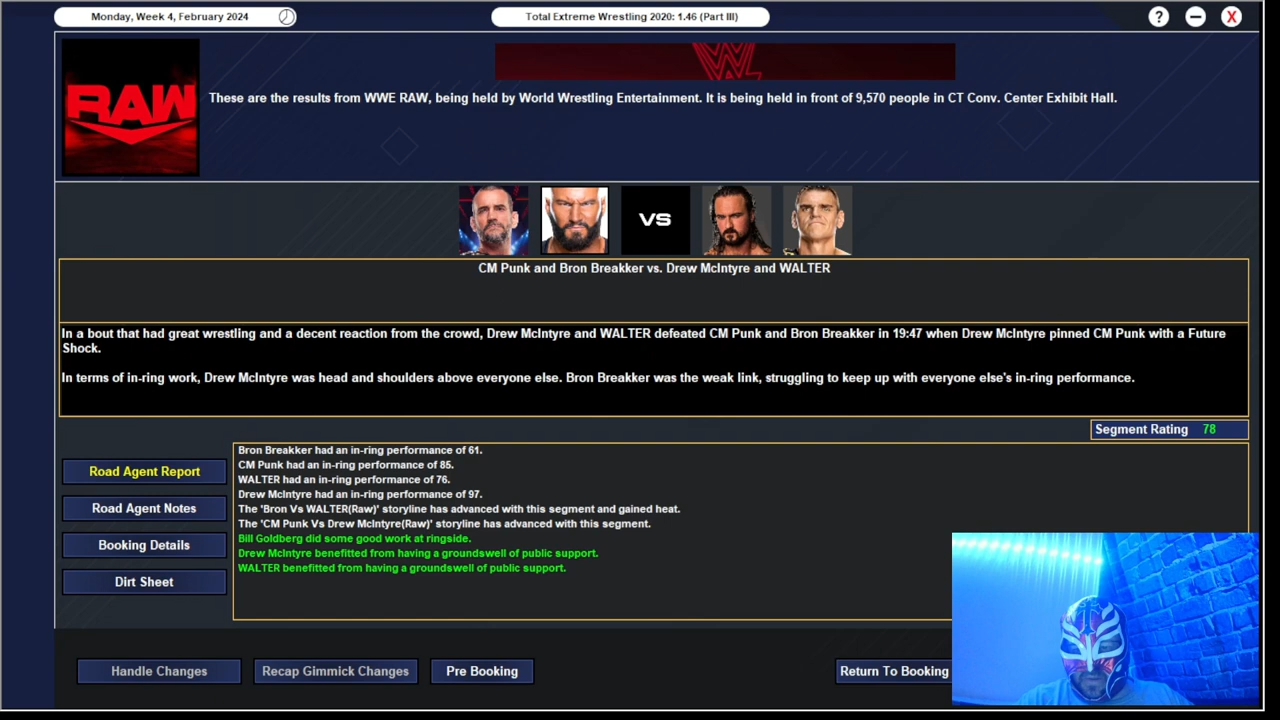 Monday, Week 4, February 2024
Total Extreme Wrestling 2020: 1.46 (Part III)
?
X
RAW
These are the results from WWE RAW, being held by World Wrestling Entertainment. It is being held in front of 9,570 people in CT Conv. Center Exhibit Hall.
VS
CM Punk and Bron Breakker vs. Drew McIntyre and WALTER
In a bout that had great wrestling and a decent reaction from the crowd, Drew McIntyre and WALTER defeated CM Punk and Bron Breakker in 19:47 when Drew McIntyre pinned CM Punk with a Future
Shock.
In terms of in-ring work, Drew McIntyre was head and shoulders above everyone else. Bron Breakker was the weak link, struggling to keep up with everyone else's in-ring performance.
Segment Rating 78
Road Agent Report
Road Agent Notes
Booking Details
Dirt Sheet
Bron Breakker had an in-ring performance of 61.
CM Punk had an in-ring performance of 85.
WALTER had an in-ring performance of 76.
Drew McIntyre had an in-ring performance of 97.
The 'Bron Vs WALTER(Raw)' storyline has advanced with this segment and gained heat.
The 'CM Punk Vs Drew McIntyre(Raw)' storyline has advanced with this segment.
Bill Goldberg did some good work at ringside.
Drew McIntyre benefitted from having a groundswell of public support.
WALTER benefitted from having a groundswell of public support.
Handle Changes
Recap Gimmick Changes
Pre Booking
Return To Booking